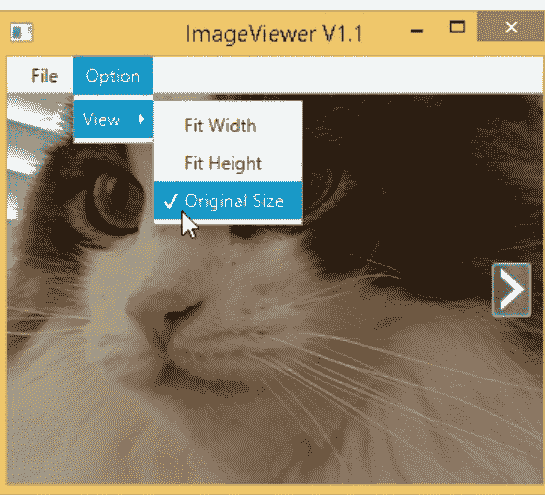 ImageViewer V1.1
File Option
View
Fit Width
Fit Height
Original Size